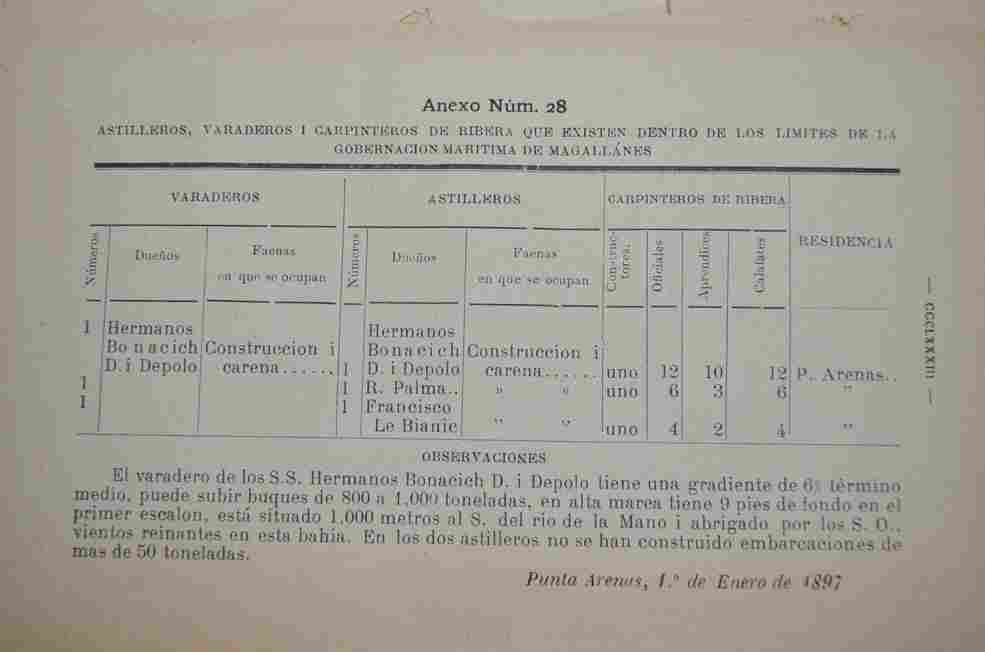 Anexo Núm. 28
ASTILLEROS, VARADEROS I CARPINTEROS DE RIBERA QUE EXISTEN DENTRO DE LOS LIMITES DE LA
GOBERNACION MARITIMA DE MAGALLÁNES
VARADEROS ASTILLEROS CARPINTEROS DE RIBERA RESIDENCIA
Números Dueños Faenas en que se ocupan Números Dueños Faenas en que se ocupan Construc-tores. Oficiales Aprendices Calafates
1 Hermanos Hermanos
Bonacich Construccion i Bonacich Construccion i
D. i Depolo carena...... 1 D. i Depolo carena...... uno 12 10 12 P. Arenas..
1 1 R. Palma.. " " uno 6 3 6 "
1 1 Francisco
Le Bianic " " uno 4 2 4 "
OBSERVACIONES
El varadero de los S.S. Hermanos Bonacich D. i Depolo tiene una gradiente de 6% término
medio, puede subir buques de 800 a 1,000 toneladas, en alta marea tiene 9 piés de fondo en el
primer escalon, está situado 1,000 metros al S. del rio de la Mano i abrigado por los S. O.,
vientos reinantes en esta bahia. En los dos astilleros no se han construido embarcaciones de
mas de 50 toneladas.
Punta Arenas, 1.º de Enero de 1897
— CCCLXXXIII —